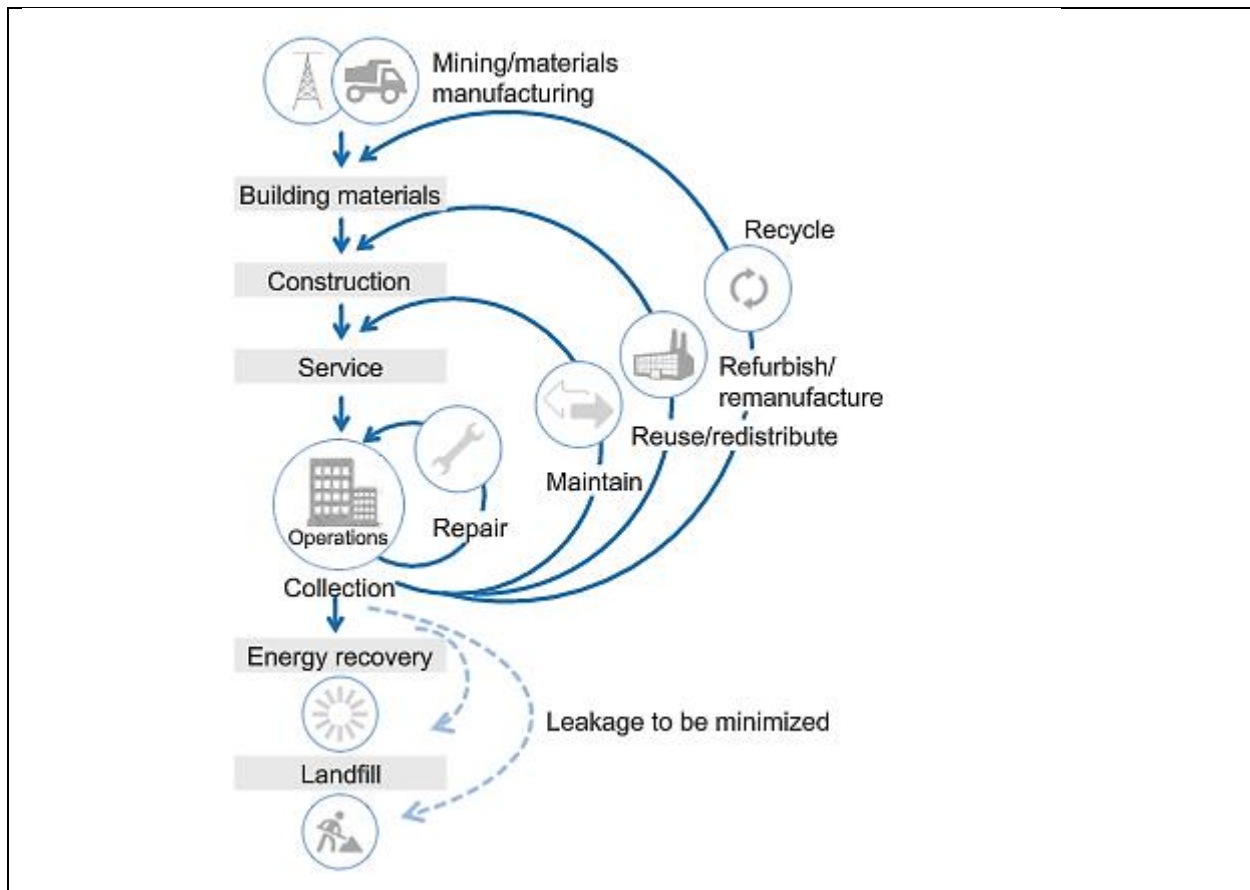 Mining/materials
manufacturing
Building materials
Recycle
Construction
Service
Refurbish/
remanufacture
Reuse/redistribute
Maintain
Repair
Operations
Collection
Energy recovery
Leakage to be minimized
Landfill